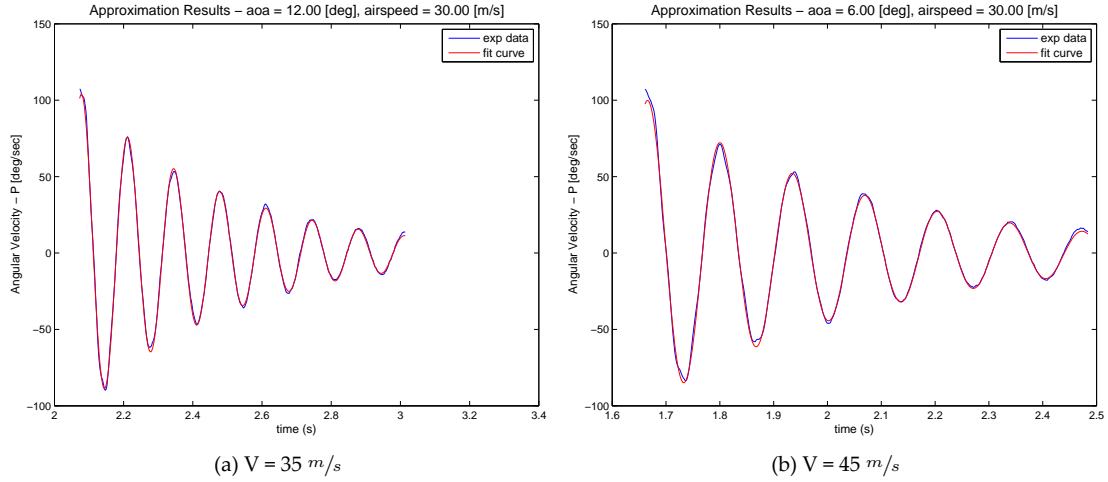 Approximation Results − aoa = 12.00 [deg], airspeed = 30.00 [m/s]
exp data
fit curve
150
100
50
0
−50
−100
Angular Velocity − P [deg/sec]
2
2.2
2.4
2.6
2.8
3
3.2
3.4
time (s)
(a) V = 35 m/s
Approximation Results − aoa = 6.00 [deg], airspeed = 30.00 [m/s]
exp data
fit curve
150
100
50
0
−50
−100
Angular Velocity − P [deg/sec]
1.6
1.7
1.8
1.9
2
2.1
2.2
2.3
2.4
2.5
time (s)
(b) V = 45 m/s